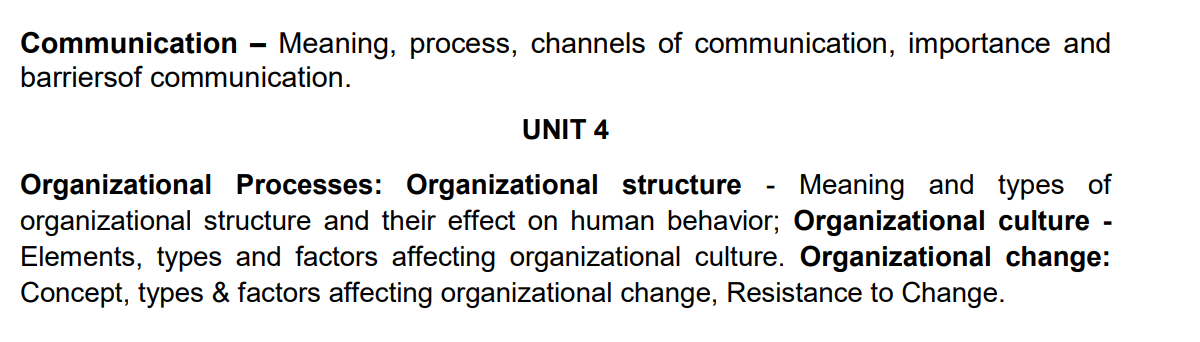 Communication – Meaning, process, channels of communication, importance and
barriersof communication.
UNIT 4
Organizational Processes: Organizational structure - Meaning and types of
organizational structure and their effect on human behavior; Organizational culture -
Elements, types and factors affecting organizational culture. Organizational change:
Concept, types & factors affecting organizational change, Resistance to Change.